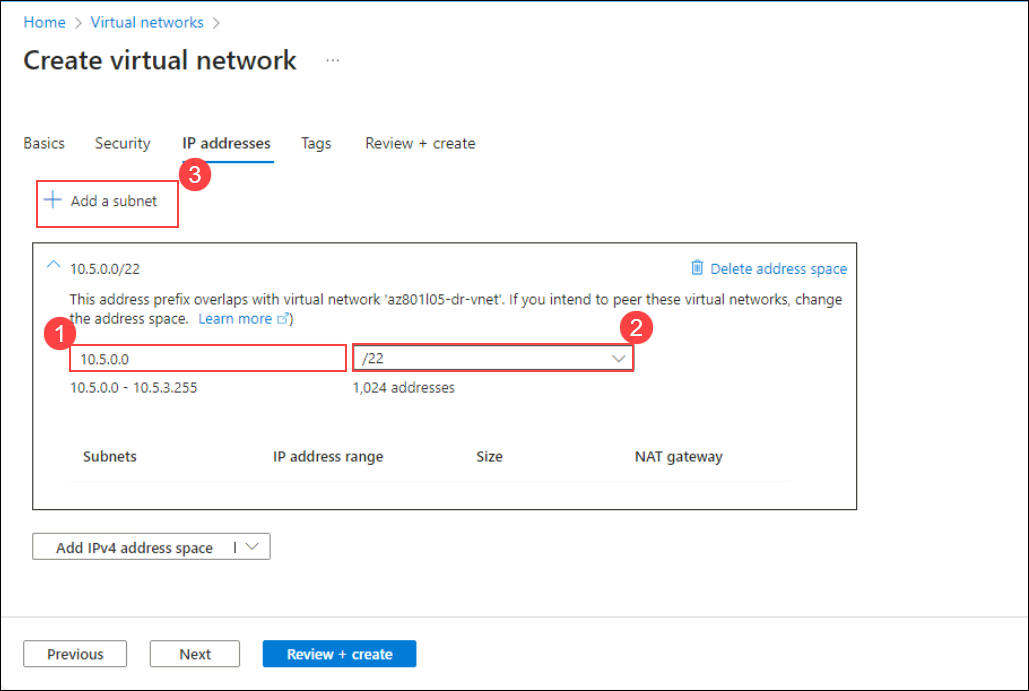 Home > Virtual networks >
Create virtual network ...
Basics Security IP addresses Tags Review + create
3
+ Add a subnet
10.5.0.0/22 Delete address space
This address prefix overlaps with virtual network 'az801l05-dr-vnet'. If you intend to peer these virtual networks, change
the address space. Learn more )
1 2
10.5.0.0 /22
10.5.0.0 - 10.5.3.255 1,024 addresses
Subnets IP address range Size NAT gateway
Add IPv4 address space |
Previous Next Review + create